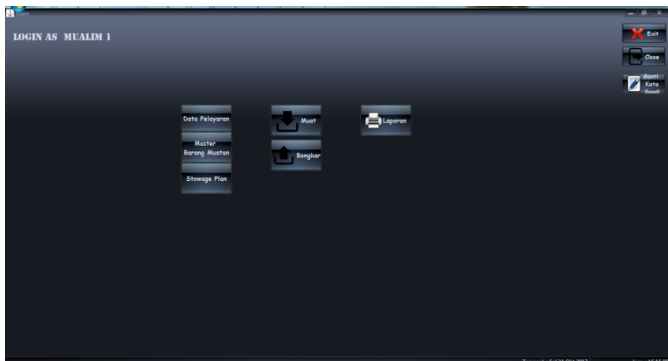 Main
LOGIN AS MUALIM 1
Exit
Close
Ganti
Kata
Sandi
Data Pelayaran
Muat
Laporan
Master
Barang Muatan
Bongkar
Stowage Plan